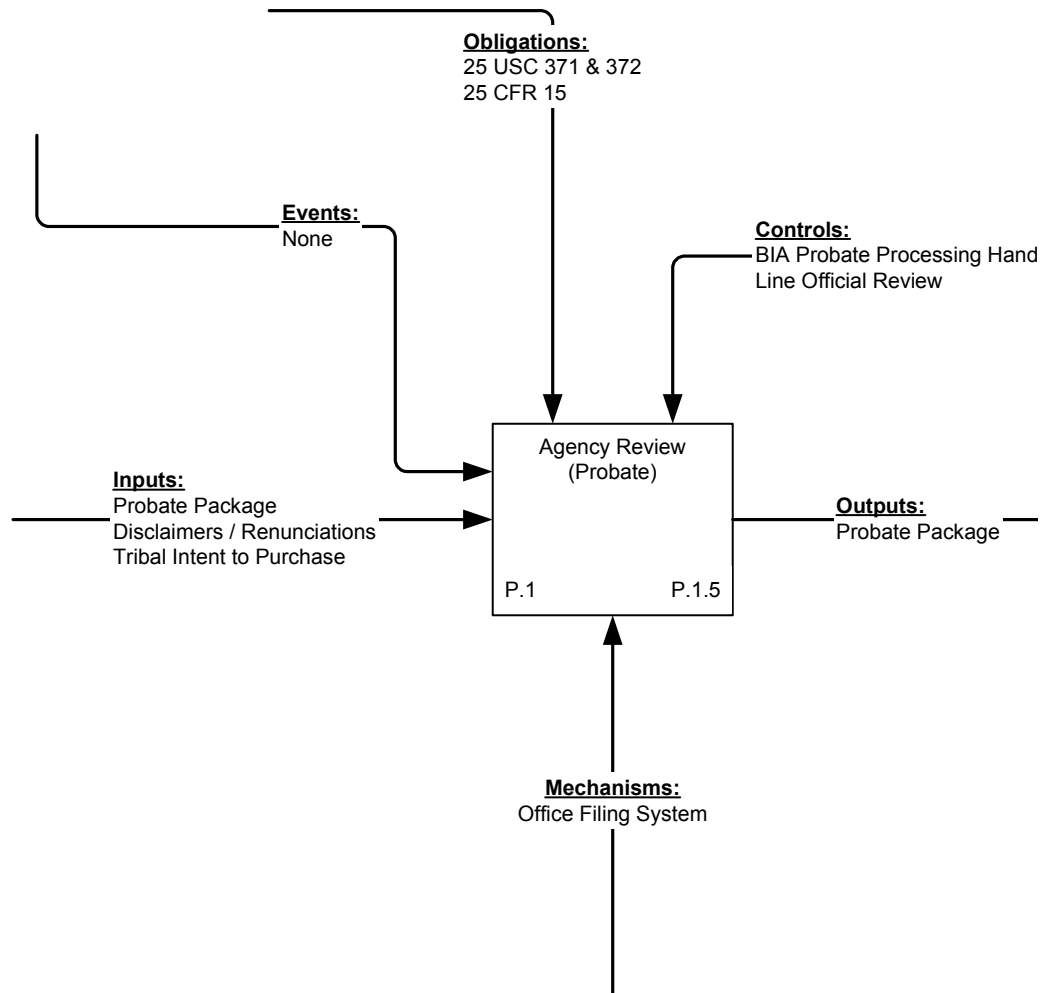 Obligations:
25 USC 371 & 372
25 CFR 15
Events:
None
Controls:
BIA Probate Processing Hand
Line Official Review
Agency Review
(Probate)
P.1 P.1.5
Inputs:
Probate Package
Disclaimers / Renunciations
Tribal Intent to Purchase
Outputs:
Probate Package
Mechanisms:
Office Filing System